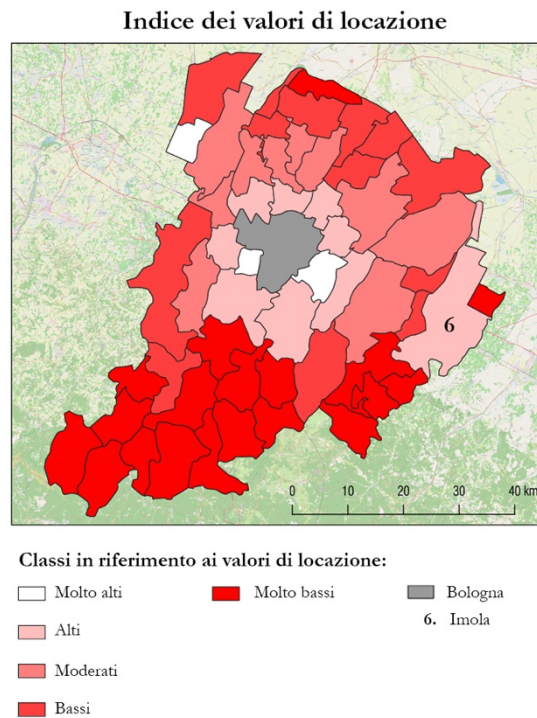 Indice dei valori di locazione
6
0 10 20 30 40 km
Classi in riferimento ai valori di locazione:
Molto alti
Molto bassi
Bologna
6. Imola
Alti
Moderati
Bassi